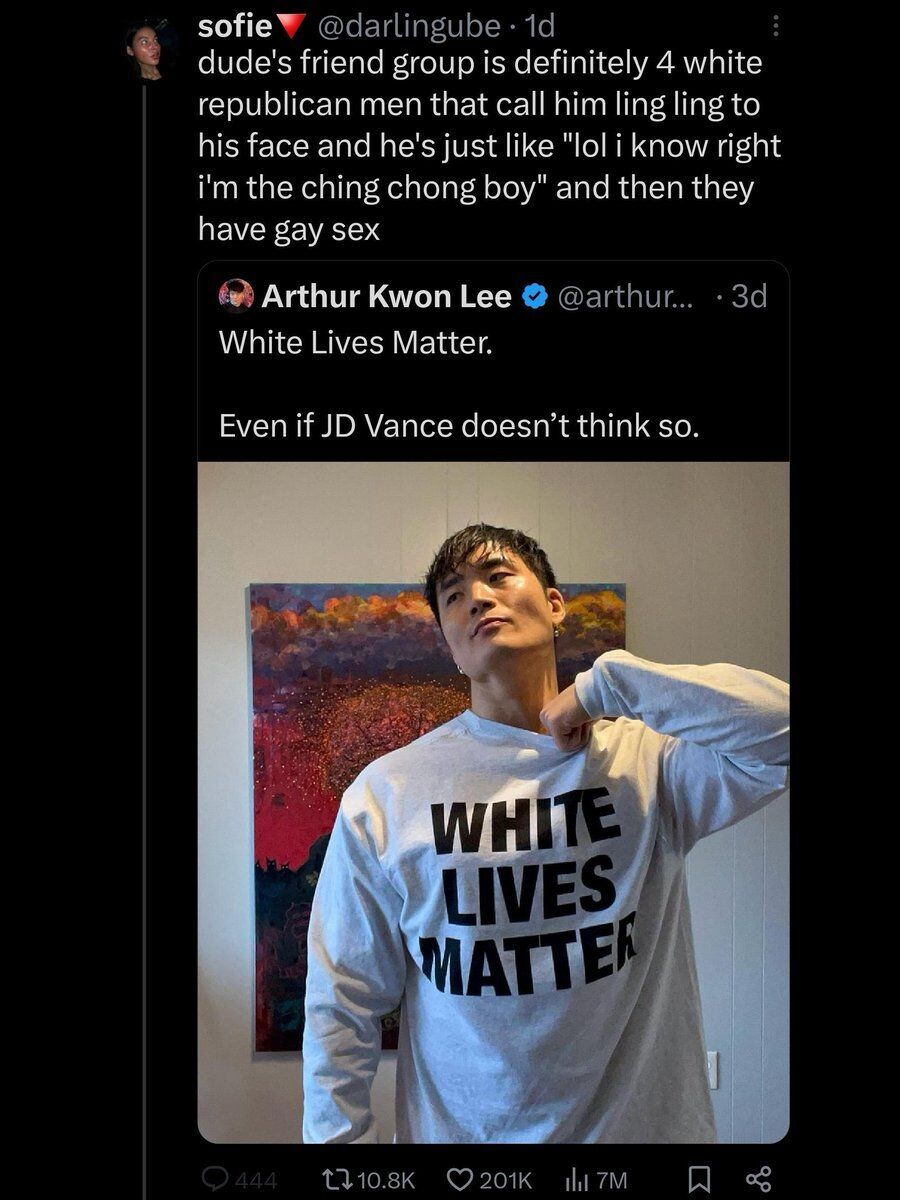 sofie🔻 @darlingube · 1d
dude's friend group is definitely 4 white
republican men that call him ling ling to
his face and he's just like "lol i know right
i'm the ching chong boy" and then they
have gay sex
Arthur Kwon Lee @arthur... · 3d
White Lives Matter.
Even if JD Vance doesn’t think so.
WHITE
LIVES
MATTER
444 10.8K 201K 7M